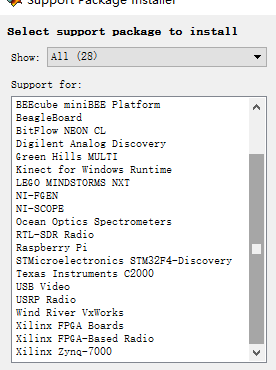 Support Package Installer
Select support package to install
Show: All (28)
Support for:
BEEcube miniBEE Platform
BeagleBoard
BitFlow NEON CL
Digilent Analog Discovery
Green Hills MULTI
Kinect for Windows Runtime
LEGO MINDSTORMS NXT
NI-FGEN
NI-SCOPE
Ocean Optics Spectrometers
RTL-SDR Radio
Raspberry Pi
STMicroelectronics STM32F4-Discovery
Texas Instruments C2000
USB Video
USRP Radio
Wind River VxWorks
Xilinx FPGA Boards
Xilinx FPGA-Based Radio
Xilinx Zynq-7000